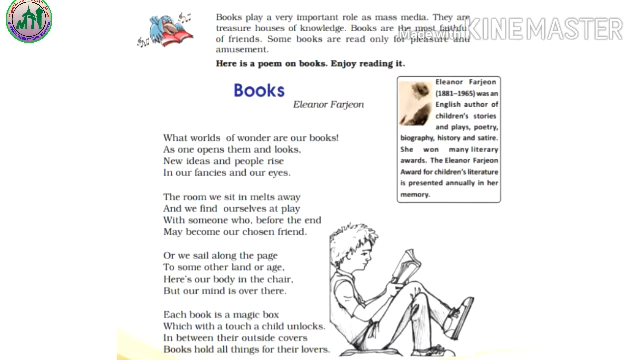 Books play a very important role as mass media. They are
treasure houses of knowledge. Books are the most faithful
of friends. Some books are read only for pleasure and
amusement.
Made with KINEMASTER
Here is a poem on books. Enjoy reading it.
Books
Eleanor Farjeon
What worlds of wonder are our books!
As one opens them and looks,
New ideas and people rise
In our fancies and our eyes.
The room we sit in melts away
And we find ourselves at play
With someone who, before the end
May become our chosen friend.
Or we sail along the page
To some other land or age,
Here's our body in the chair,
But our mind is over there.
Each book is a magic box
Which with a touch a child unlocks.
In between their outside covers
Books hold all things for their lovers.
Eleanor Farjeon
(1881–1965) was an
English author of
children's stories
and plays, poetry,
biography, history and satire.
She won many literary
awards. The Eleanor Farjeon
Award for children's literature
is presented annually in her
memory.